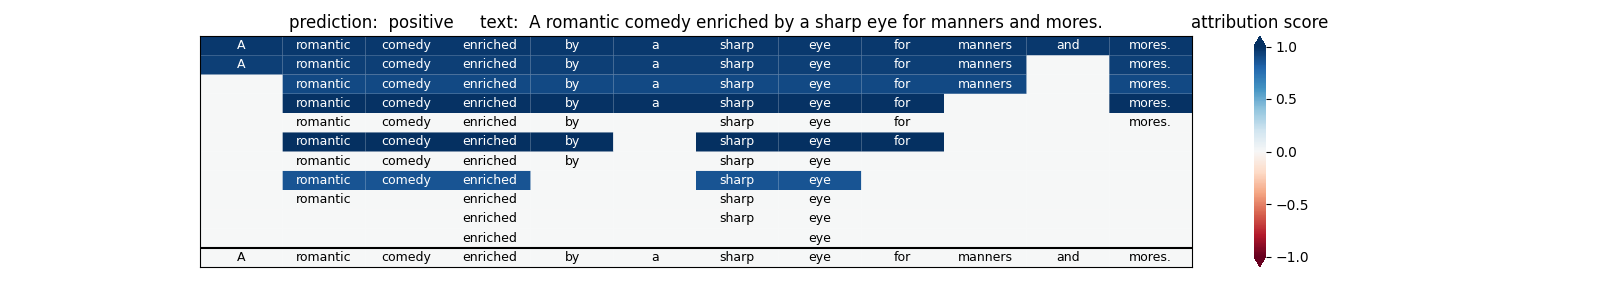 prediction:  positive     text:  A romantic comedy enriched by a sharp eye for manners and mores.     attribution score
A romantic comedy enriched by a sharp eye for manners and mores. 1.0
A romantic comedy enriched by a sharp eye for manners mores.
romantic comedy enriched by a sharp eye for manners mores.
romantic comedy enriched by a sharp eye for mores. 0.5
romantic comedy enriched by sharp eye for mores.
romantic comedy enriched by sharp eye for
romantic comedy enriched by sharp eye 0.0
romantic comedy enriched sharp eye
romantic enriched sharp eye −0.5
enriched sharp eye
enriched eye
A romantic comedy enriched by a sharp eye for manners and mores. −1.0